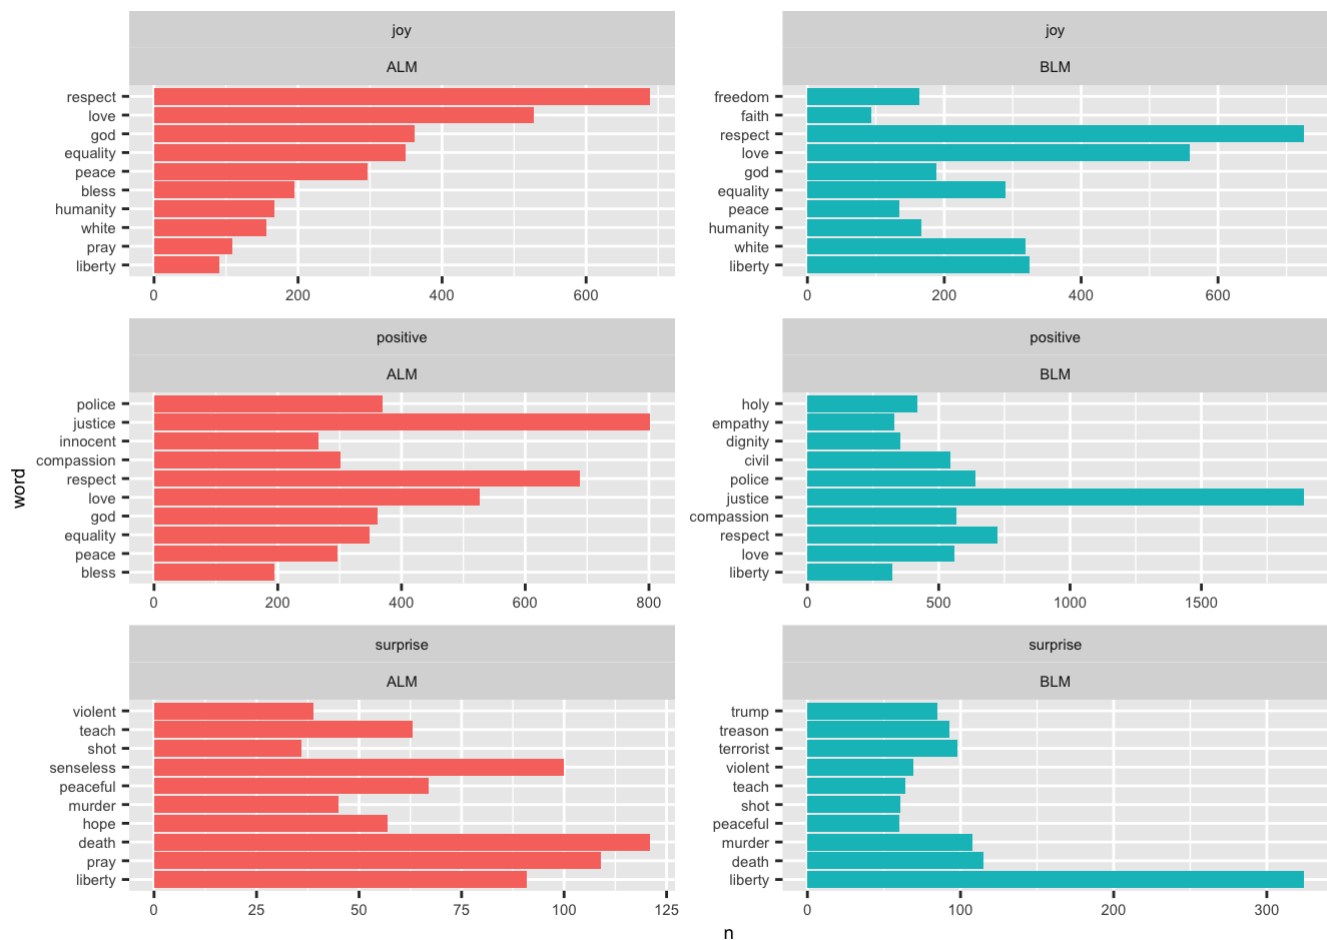 joy
ALM
respect
love
god
equality
peace
bless
humanity
white
pray
liberty
0 200 400 600
joy
BLM
freedom
faith
respect
love
god
equality
peace
humanity
white
liberty
0 200 400 600
positive
ALM
police
justice
innocent
compassion
respect
love
god
equality
peace
bless
0 200 400 600 800
positive
BLM
holy
empathy
dignity
civil
police
justice
compassion
respect
love
liberty
0 500 1000 1500
surprise
ALM
violent
teach
shot
senseless
peaceful
murder
hope
death
pray
liberty
0 25 50 75 100 125
surprise
BLM
trump
treason
terrorist
violent
teach
shot
peaceful
murder
death
liberty
0 100 200 300
word
n